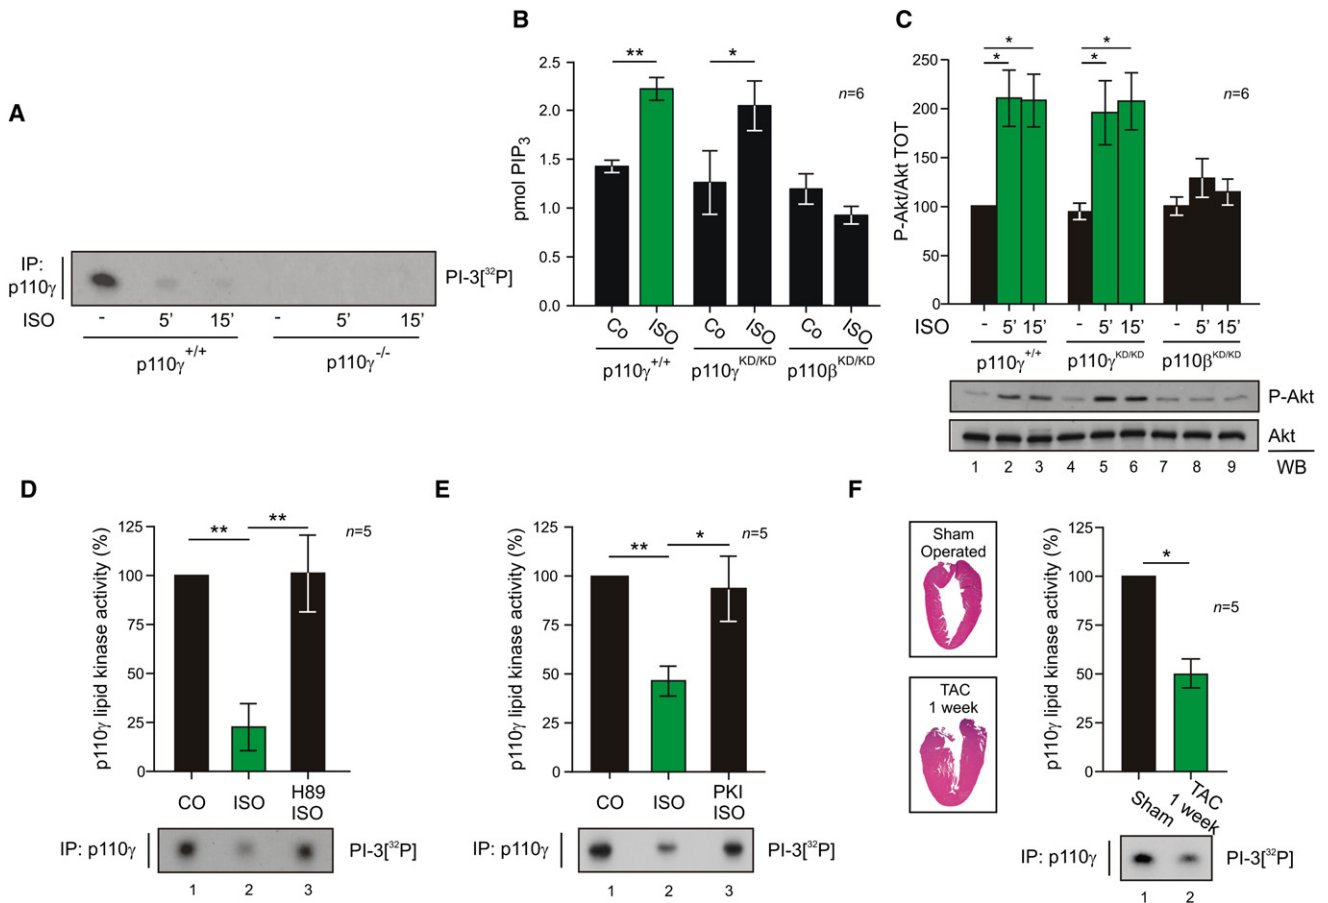 A
IP:
p110γ
PI-3[³²P]
ISO
- 5’ 15’ - 5’ 15’
p110γ⁺/⁺ p110γ⁻/⁻
B
pmol PIP₃
2.5
2.0
1.5
1.0
0.5
0.0
** *
n=6
Co ISO Co ISO Co ISO
p110γ⁺/⁺ p110γᴷᴰ/ᴷᴰ p110βᴷᴰ/ᴷᴰ
C
P-Akt/Akt TOT
250
200
150
100
50
0
* *
* *
n=6
ISO - 5’ 15’ - 5’ 15’ - 5’ 15’
p110γ⁺/⁺ p110γᴷᴰ/ᴷᴰ p110βᴷᴰ/ᴷᴰ
P-Akt
Akt
1 2 3 4 5 6 7 8 9 WB
D
p110γ lipid kinase activity (%)
125
100
75
50
25
0
** **
n=5
CO ISO H89
ISO
IP: p110γ PI-3[³²P]
1 2 3
E
p110γ lipid kinase activity (%)
125
100
75
50
25
0
** *
n=5
CO ISO PKI
ISO
IP: p110γ PI-3[³²P]
1 2 3
F
Sham
Operated
TAC
1 week
p110γ lipid kinase activity (%)
125
100
75
50
25
0
*
n=5
Sham TAC
1 week
IP: p110γ PI-3[³²P]
1 2